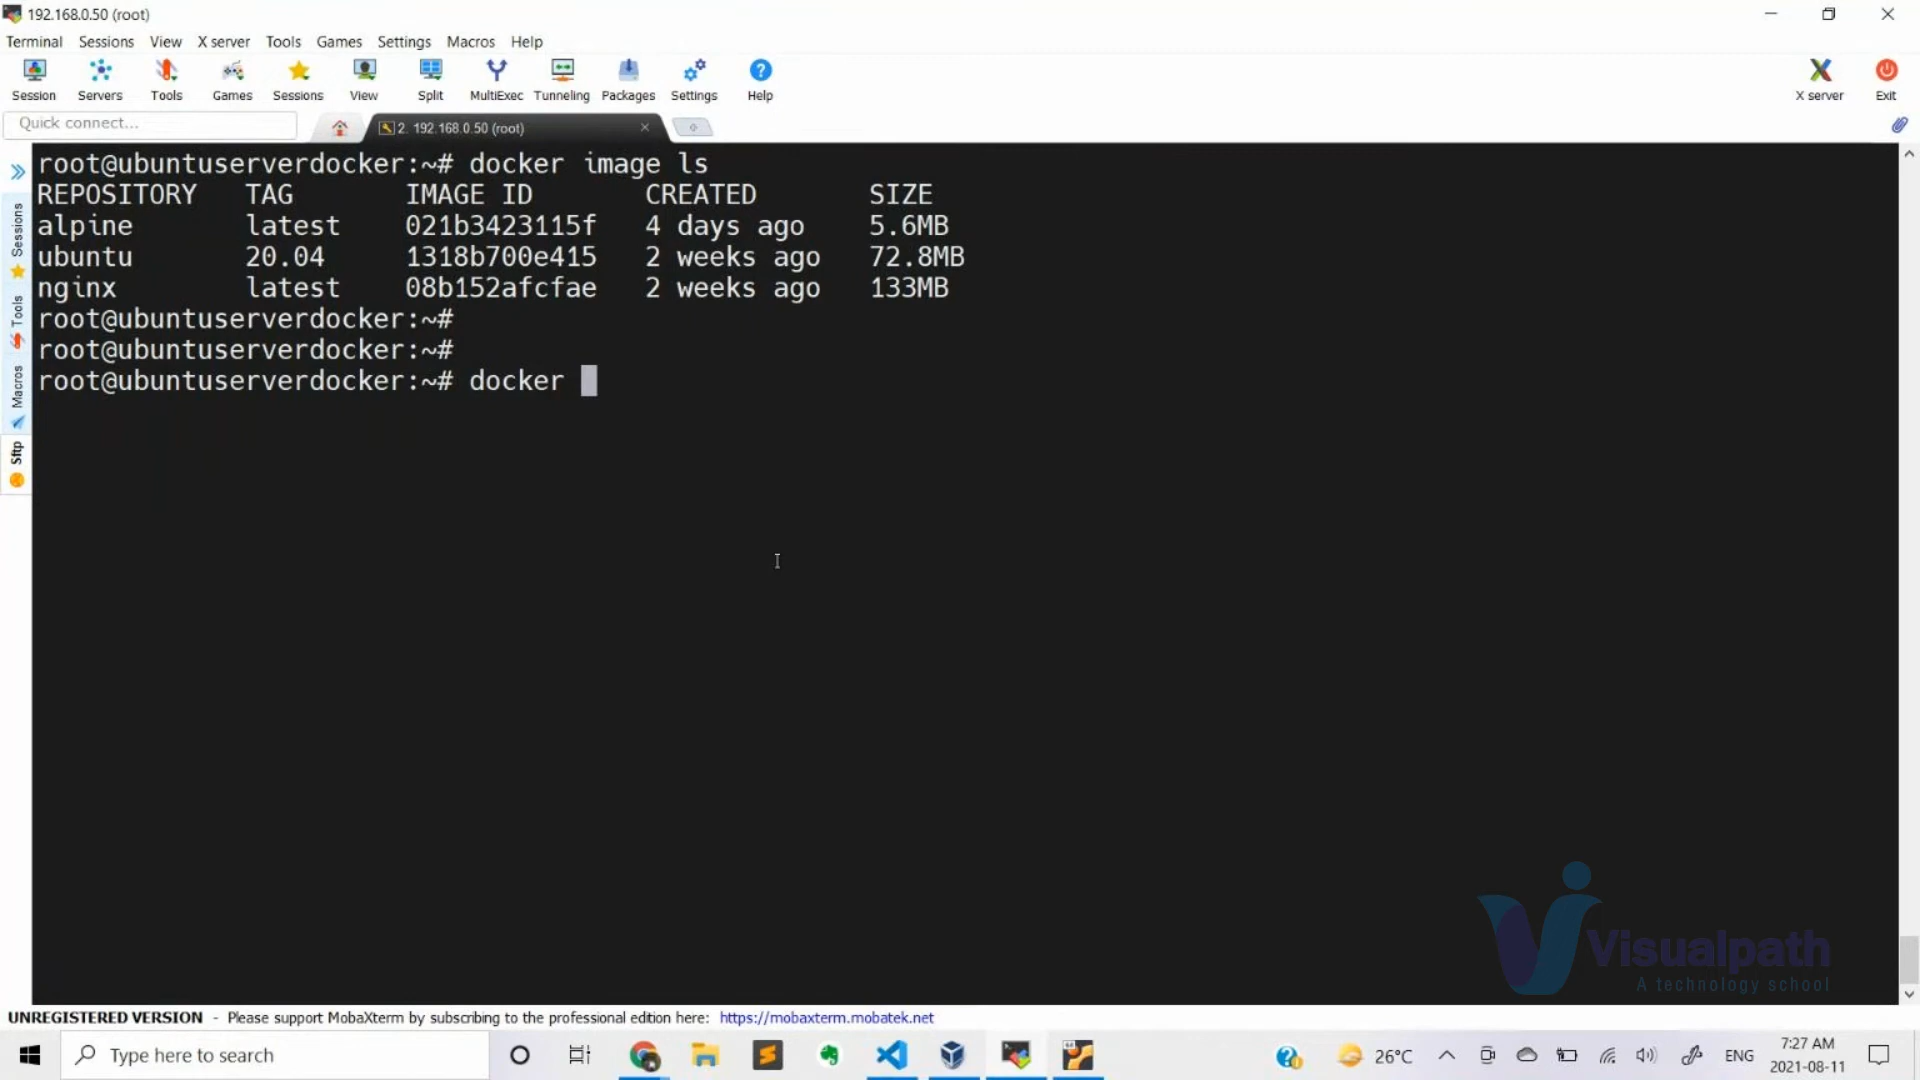 192.168.0.50 (root)
Terminal Sessions View X server Tools Games Settings Macros Help
Session Servers Tools Games Sessions View Split MultiExec Tunneling Packages Settings Help X server Exit
Quick connect...
2. 192.168.0.50 (root)
root@ubuntuserverdocker:~# docker image ls
REPOSITORY TAG IMAGE ID CREATED SIZE
alpine latest 021b3423115f 4 days ago 5.6MB
ubuntu 20.04 1318b700e415 2 weeks ago 72.8MB
nginx latest 08b152afcfae 2 weeks ago 133MB
root@ubuntuserverdocker:~#
root@ubuntuserverdocker:~#
root@ubuntuserverdocker:~# docker
Sessions
Tools
Macros
Sftp
Visualpath
A technology school
UNREGISTERED VERSION - Please support MobaXterm by subscribing to the professional edition here: https://mobaxterm.mobatek.net
Type here to search
26°C
ENG
7:27 AM
2021-08-11